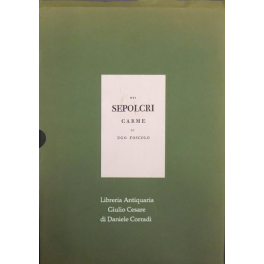 DEI
SEPOLCRI
CARME
DI
UGO FOSCOLO
Libreria Antiquaria
Giulio Cesare
di Daniele Corradi